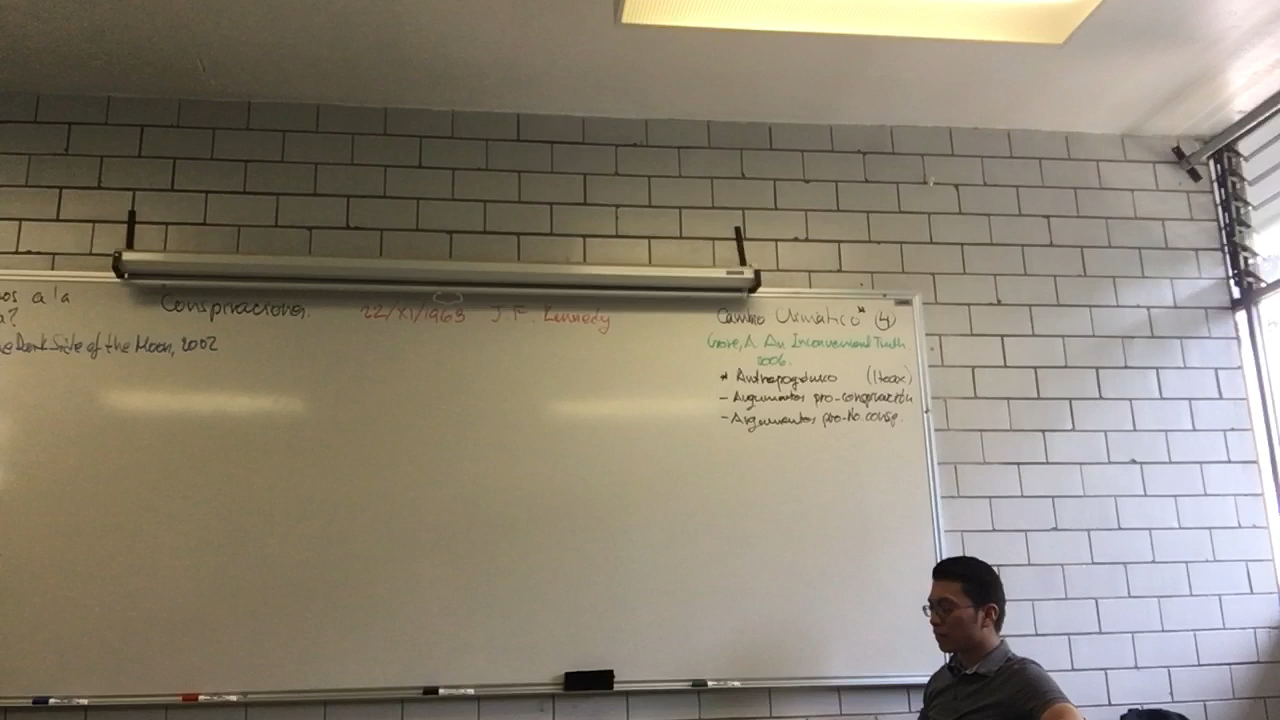 os a la
a?
e Dark Side of the Moon, 2002
Conspiraciones.
22/XI/1963 J. F. Kennedy
Cambio Climático* (4)
Gore, A. An Inconvenient Truth.
2006.
* Antropogénico (Hoax)
- Argumentos pro-conspiración
- Argumentos pro-No consp.